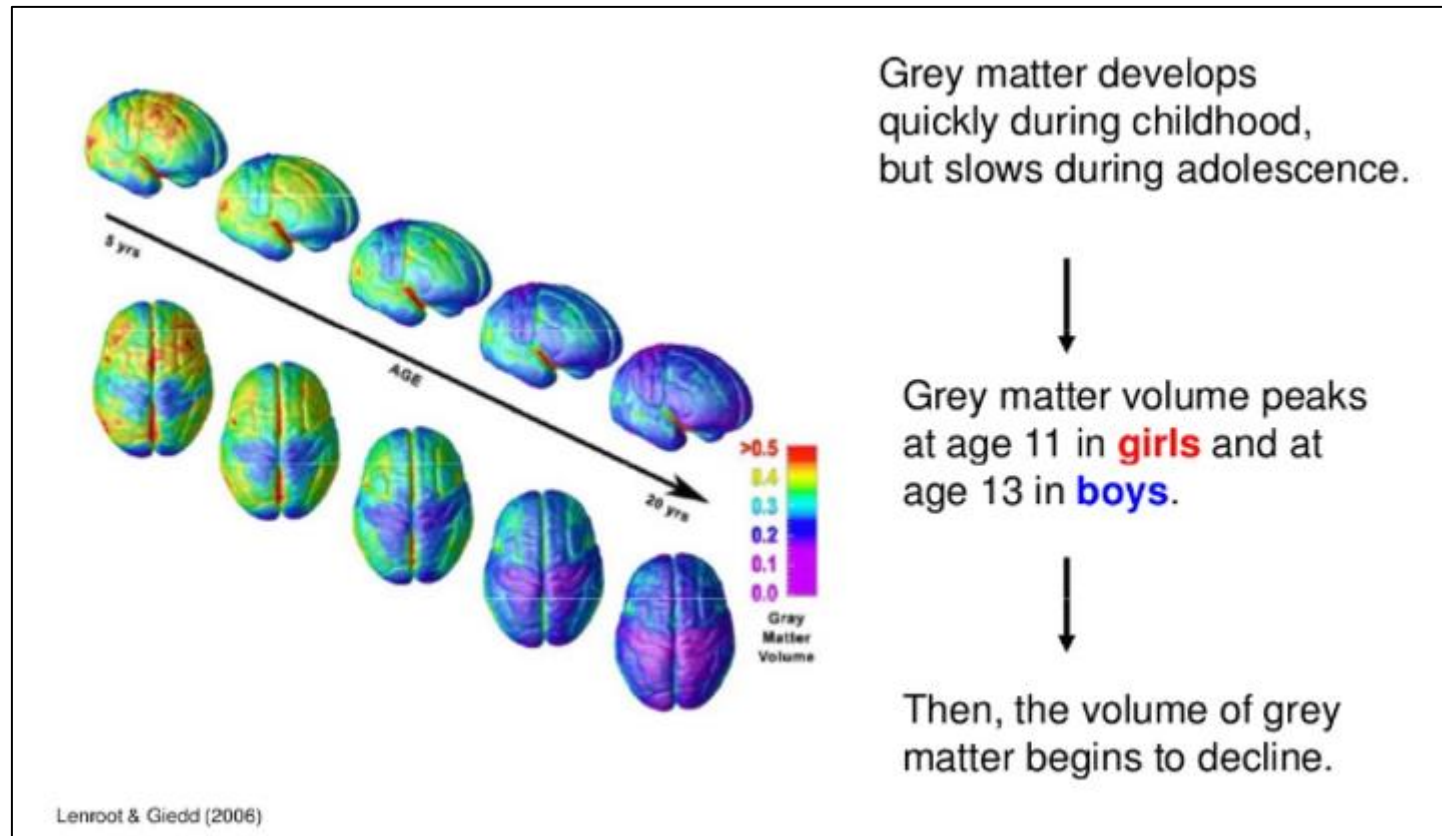 Grey matter develops
quickly during childhood,
but slows during adolescence.
Grey matter volume peaks
at age 11 in girls and at
age 13 in boys.
Then, the volume of grey
matter begins to decline.
5 yrs
AGE
20 yrs
>0.5
0.4
0.3
0.2
0.1
0.0
Gray
Matter
Volume
Lenroot & Giedd (2006)